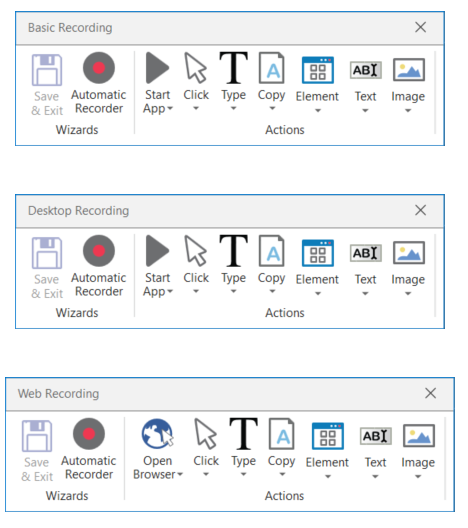 Basic Recording
Save & Exit
Automatic Recorder
Start App
Click
Type
Copy
Element
Text
Image
Wizards
Actions
Desktop Recording
Save & Exit
Automatic Recorder
Start App
Click
Type
Copy
Element
Text
Image
Wizards
Actions
Web Recording
Save & Exit
Automatic Recorder
Open Browser
Click
Type
Copy
Element
Text
Image
Wizards
Actions